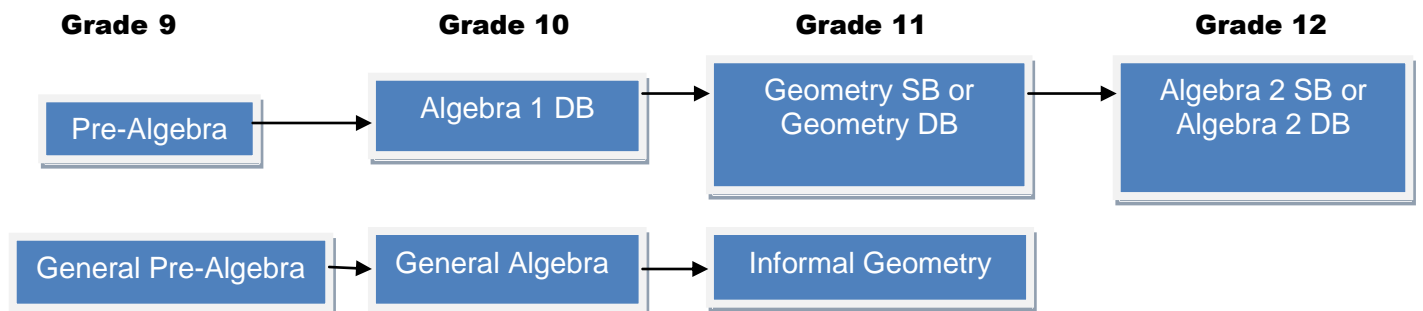 Grade 9 Grade 10 Grade 11 Grade 12
Pre-Algebra
Algebra 1 DB
Geometry SB or
Geometry DB
Algebra 2 SB or
Algebra 2 DB
General Pre-Algebra
General Algebra
Informal Geometry